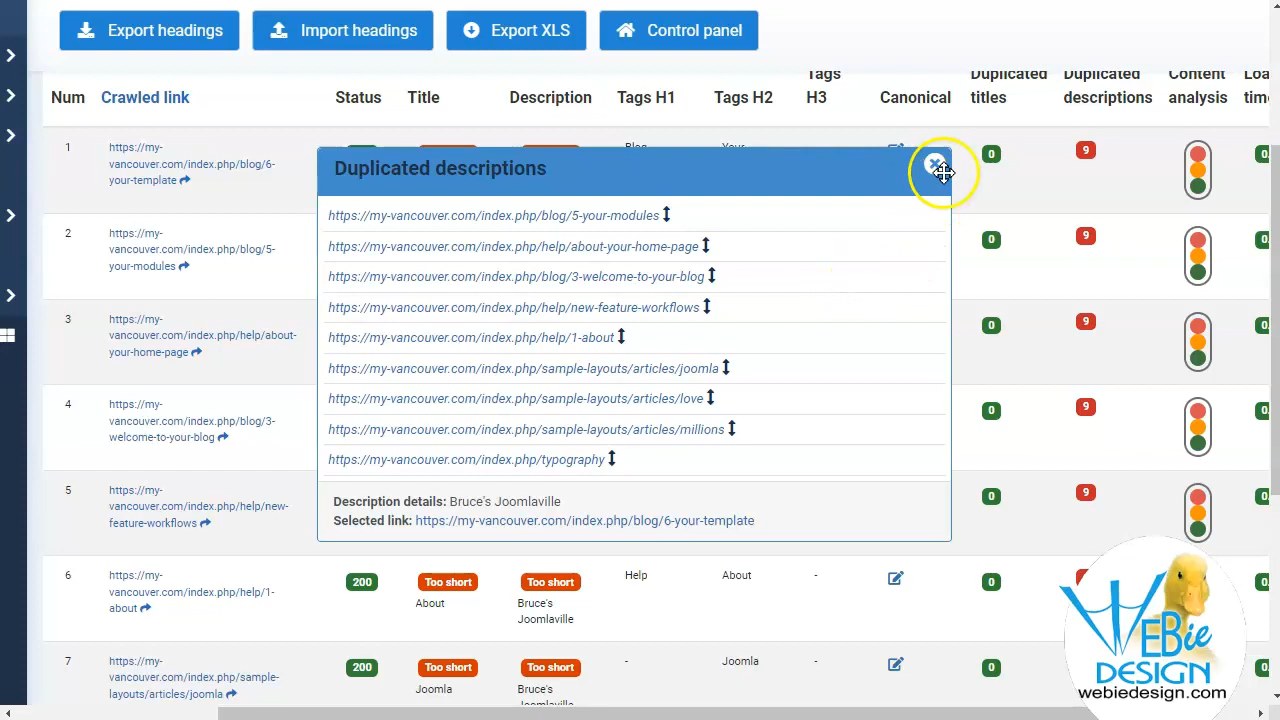 Export headings
Import headings
Export XLS
Control panel
Num
Crawled link
Status
Title
Description
Tags H1
Tags H2
Tags
H3
Canonical
Duplicated
titles
Duplicated
descriptions
Content
analysis
1
https://my-
vancouver.com/index.php/blog/6-
your-template
0
9
2
https://my-
vancouver.com/index.php/blog/5-
your-modules
0
9
3
https://my-
vancouver.com/index.php/help/about-
your-home-page
0
9
4
https://my-
vancouver.com/index.php/blog/3-
welcome-to-your-blog
0
9
5
https://my-
vancouver.com/index.php/help/new-
feature-workflows
0
9
Duplicated descriptions
https://my-vancouver.com/index.php/blog/5-your-modules
https://my-vancouver.com/index.php/help/about-your-home-page
https://my-vancouver.com/index.php/blog/3-welcome-to-your-blog
https://my-vancouver.com/index.php/help/new-feature-workflows
https://my-vancouver.com/index.php/help/1-about
https://my-vancouver.com/index.php/sample-layouts/articles/joomla
https://my-vancouver.com/index.php/sample-layouts/articles/love
https://my-vancouver.com/index.php/sample-layouts/articles/millions
https://my-vancouver.com/index.php/typography
Description details: Bruce's Joomlaville
Selected link: https://my-vancouver.com/index.php/blog/6-your-template
6
https://my-
vancouver.com/index.php/help/1-
about
200
Too short
About
Too short
Bruce's
Joomlaville
Help
About
-
0
7
https://my-
vancouver.com/index.php/sample-
layouts/articles/joomla
200
Too short
Joomla
Too short
Bruce's
-
Joomla
-
0
WEBie
DESIGN
webiedesign.com